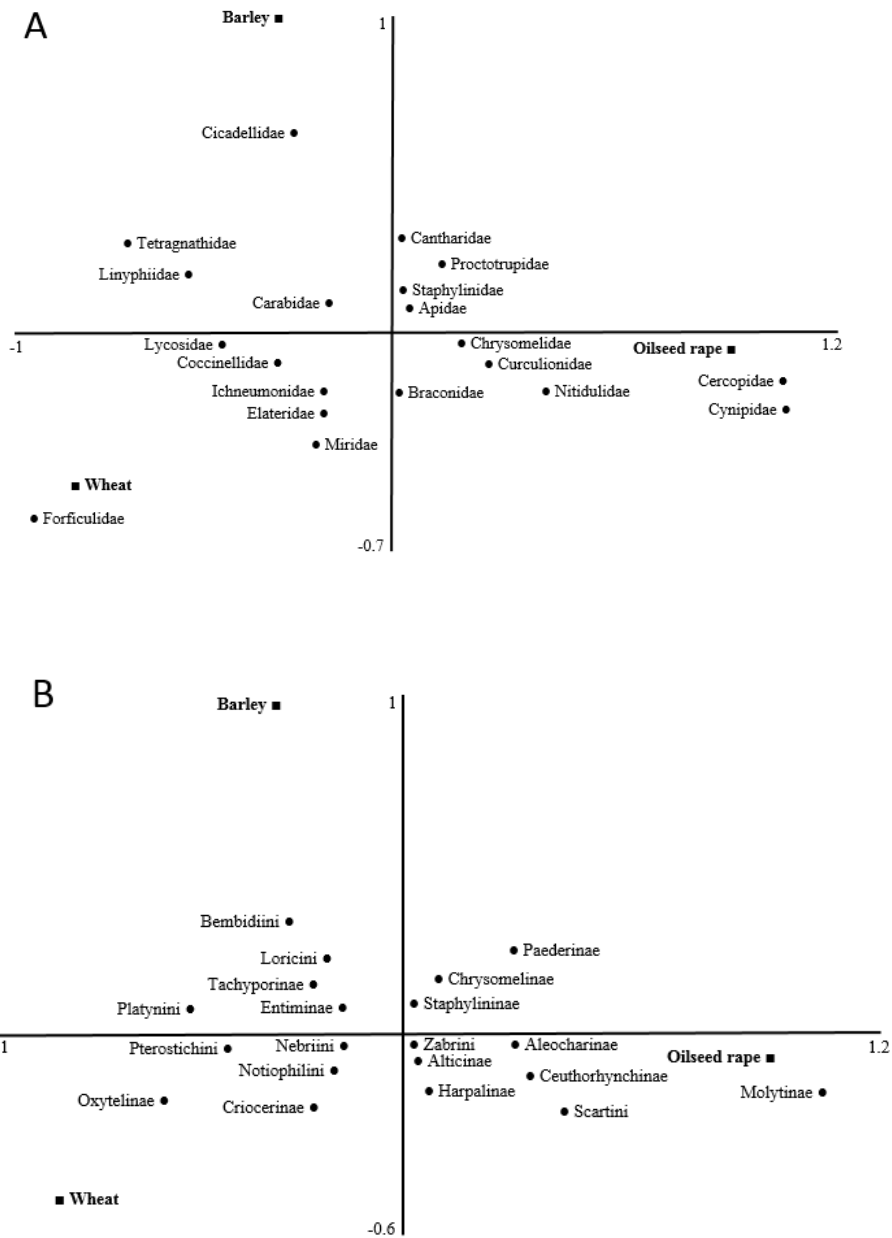 A
Barley
1
Cicadellidae
Cantharidae
Tetragnathidae
Proctotrupidae
Linyphiidae
Staphylinidae
Carabidae
Apidae
-1
Lycosidae
Chrysomelidae
Oilseed rape
1.2
Coccinellidae
Curculionidae
Cercopidae
Ichneumonidae
Braconidae
Nitidulidae
Cynipidae
Elateridae
Miridae
Wheat
Forficulidae
-0.7
B
Barley
1
Bembidiini
Paederinae
Loricini
Chrysomelinae
Tachyporinae
Staphylininae
Platynini
Entiminae
1
Pterostichini
Nebriini
Zabrini
Aleocharinae
1.2
Alticinae
Oilseed rape
Notiophilini
Ceuthorhynchinae
Harpalinae
Molytinae
Oxytelinae
Criocerinae
Scartini
Wheat
-0.6